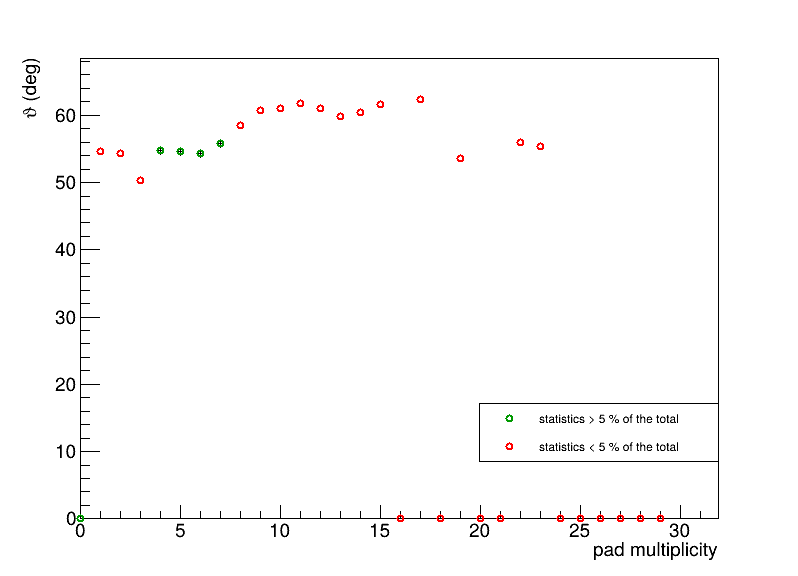 ϑ (deg)
60
50
40
30
20
10
0
statistics > 5 % of the total
statistics < 5 % of the total
0 5 10 15 20 25 30
pad multiplicity